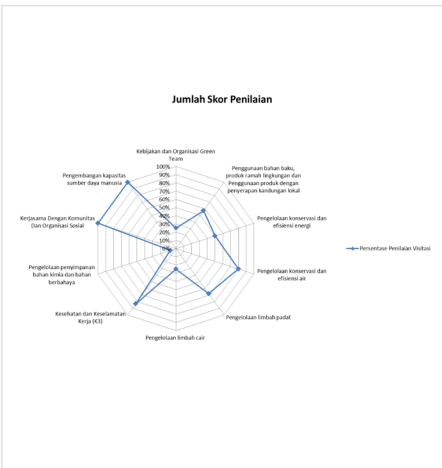 Jumlah Skor Penilaian
Kebijakan dan Organisasi Green
Team
Penggunaan bahan baku,
produk ramah lingkungan dan
Penggunaan produk dengan
penyerapan kandungan lokal
Pengelolaan konservasi dan
efisiensi energi
Pengelolaan konservasi dan
efisiensi air
Pengelolaan limbah padat
Pengelolaan limbah cair
Kesehatan dan Keselamatan
Kerja (K3)
Pengelolaan penyimpanan
bahan kimia dan bahan
berbahaya
Kerjasama Dengan Komunitas
Dan Organisasi Sosial
Pengembangan kapasitas
sumber daya manusia
100%
90%
80%
70%
60%
50%
40%
30%
20%
10%
0%
Persentase Penilaian Visitasi